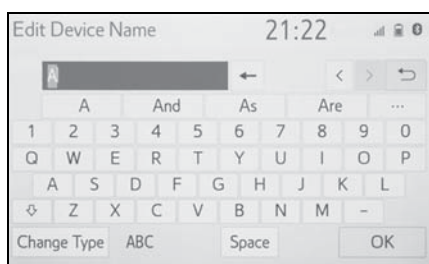 Edit Device Name 21:22
A
A And As Are ...
1 2 3 4 5 6 7 8 9 0
Q W E R T Y U I O P
A S D F G H J K L
Z X C V B N M -
Change Type ABC Space OK